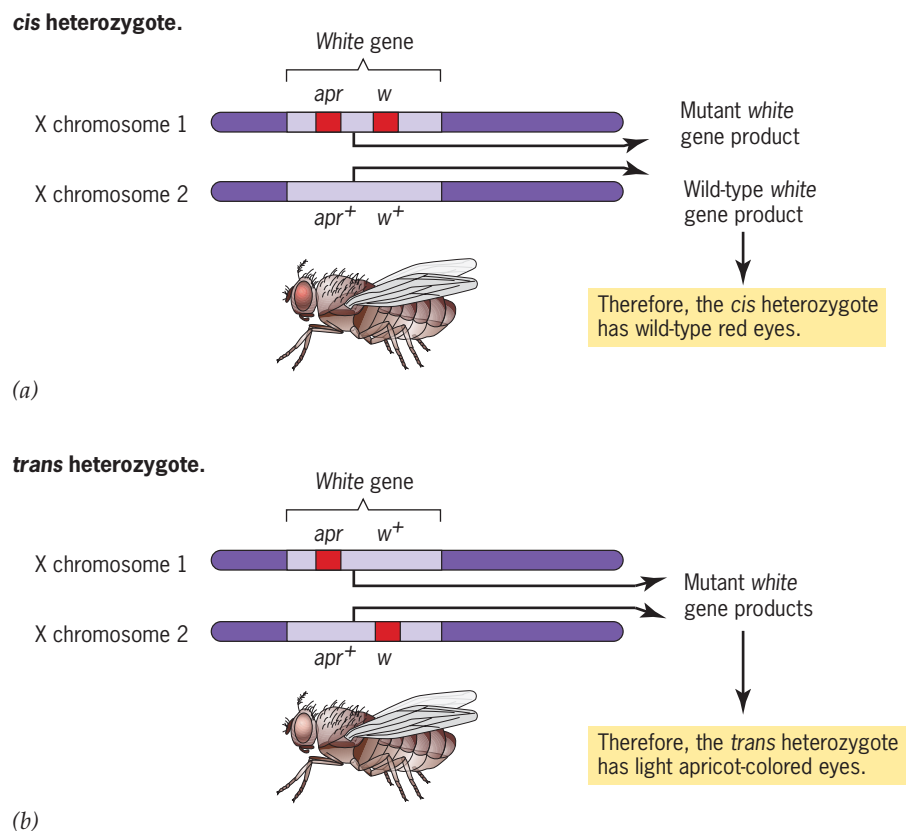 cis heterozygote.
White gene
apr w
X chromosome 1
Mutant white
gene product
X chromosome 2
Wild-type white
gene product
apr+ w+
Therefore, the cis heterozygote
has wild-type red eyes.
(a)
trans heterozygote.
White gene
apr w+
X chromosome 1
Mutant white
gene products
X chromosome 2
apr+ w
Therefore, the trans heterozygote
has light apricot-colored eyes.
(b)